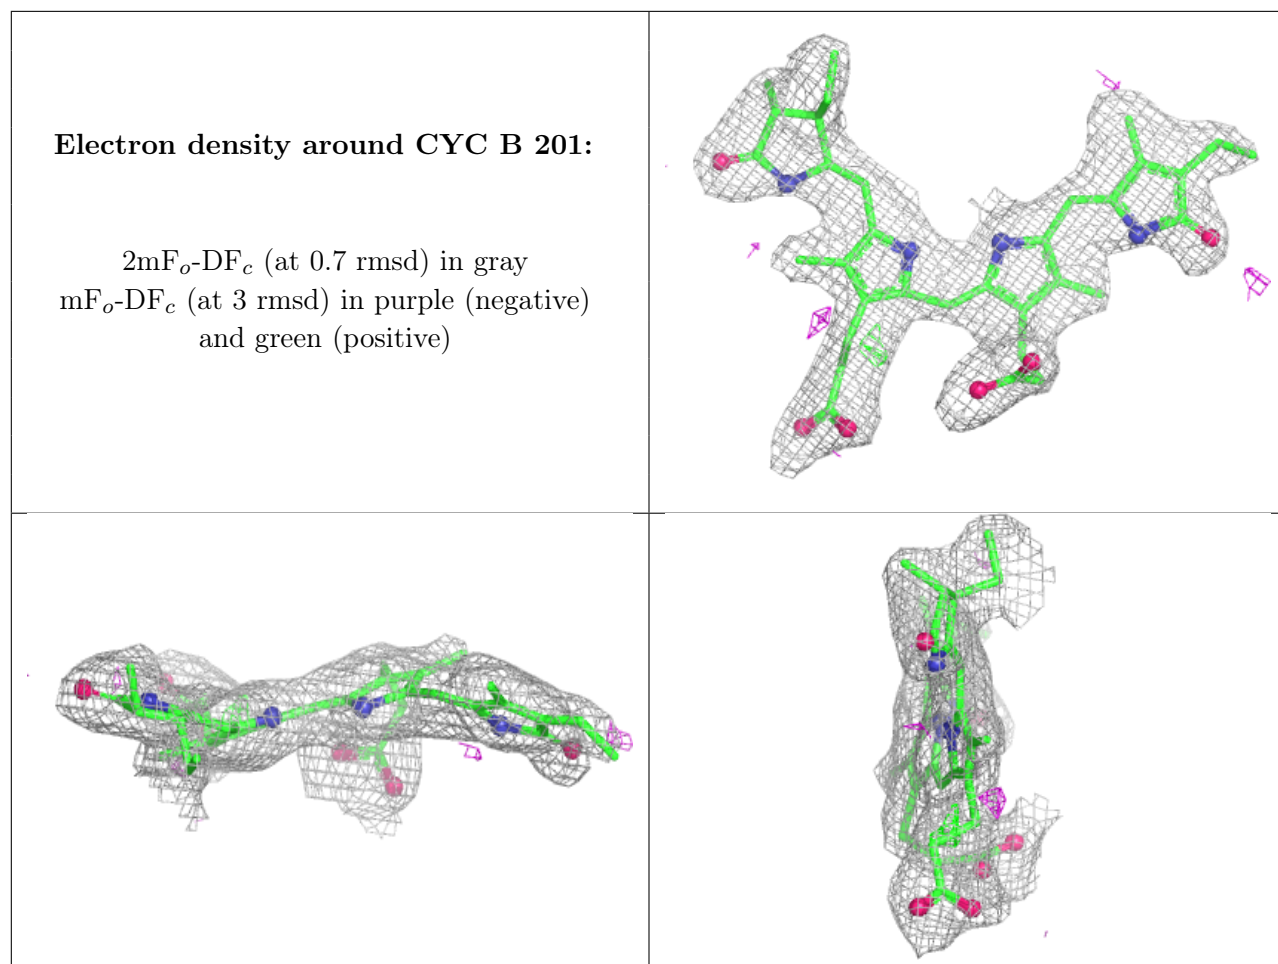 Electron density around CYC B 201:
2mFo-DFc (at 0.7 rmsd) in gray
mFo-DFc (at 3 rmsd) in purple (negative)
and green (positive)